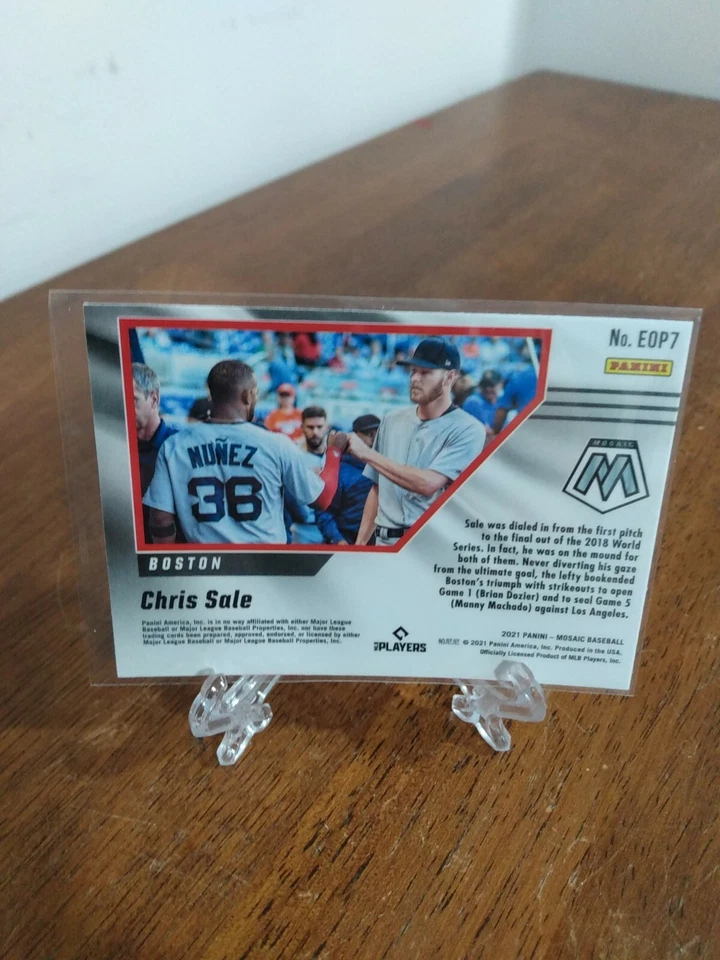 No. EOP7
PANINI
MOSAIC
M
MUÑEZ
36
BOSTON
Chris Sale
Sale was dialed in from the first pitch
to the final out of the 2018 World
Series. In fact, he was on the mound for
both of them. Never diverting his gaze
from the ultimate goal, the lefty bookended
Boston's triumph with strikeouts to open
Game 1 (Brian Dozier) and to seal Game 5
(Manny Machado) against Los Angeles.
Panini America, Inc. is in no way affiliated with either Major League
Baseball or Major League Baseball Properties, Inc. nor have these
trading cards been prepared, approved, endorsed, or licensed by either
Major League Baseball or Major League Baseball Properties, Inc.
PLAYERS
2021 PANINI – MOSAIC BASEBALL
© 2021 Panini America, Inc. Produced in the USA.
Officially Licensed Product of MLB Players, Inc.